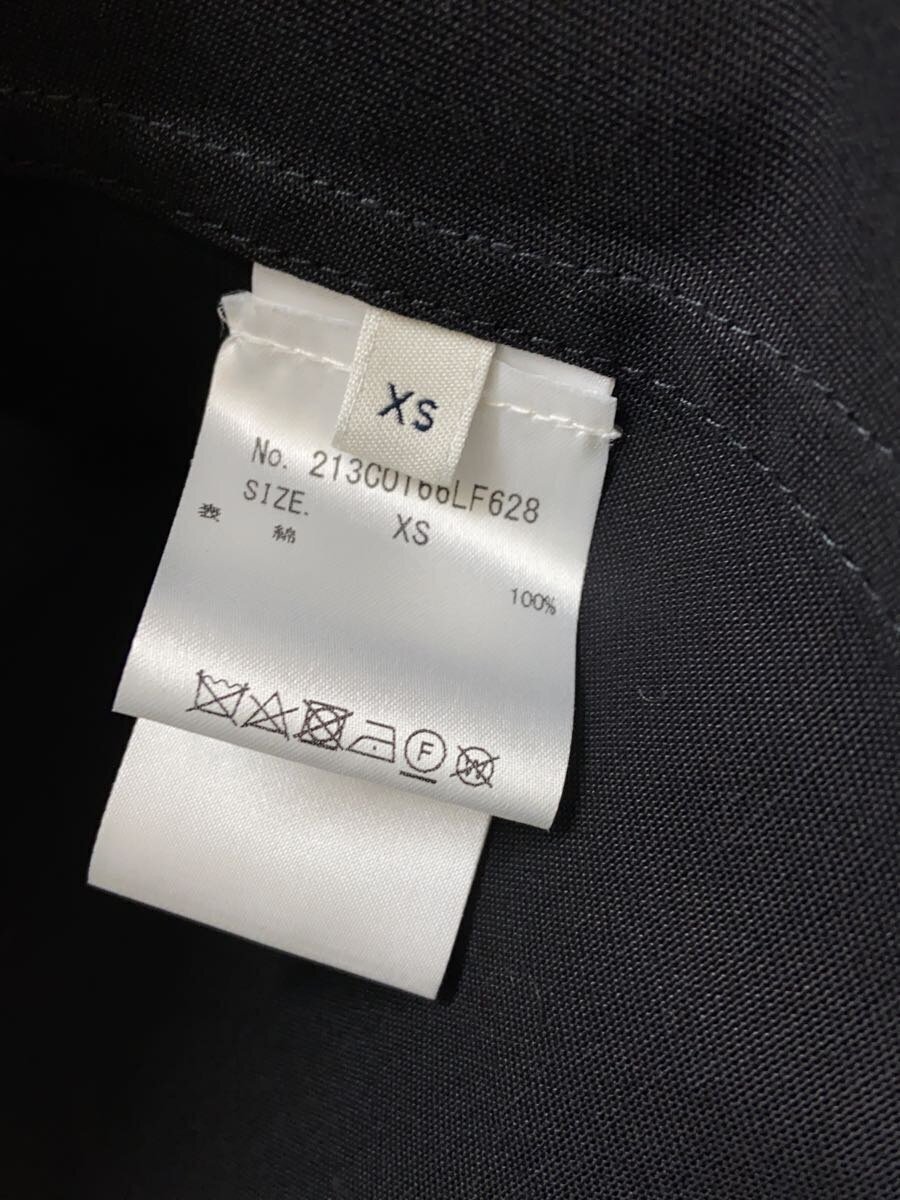 XS
No. 213C0166LF628
SIZE. XS
表 綿
100%
F
W